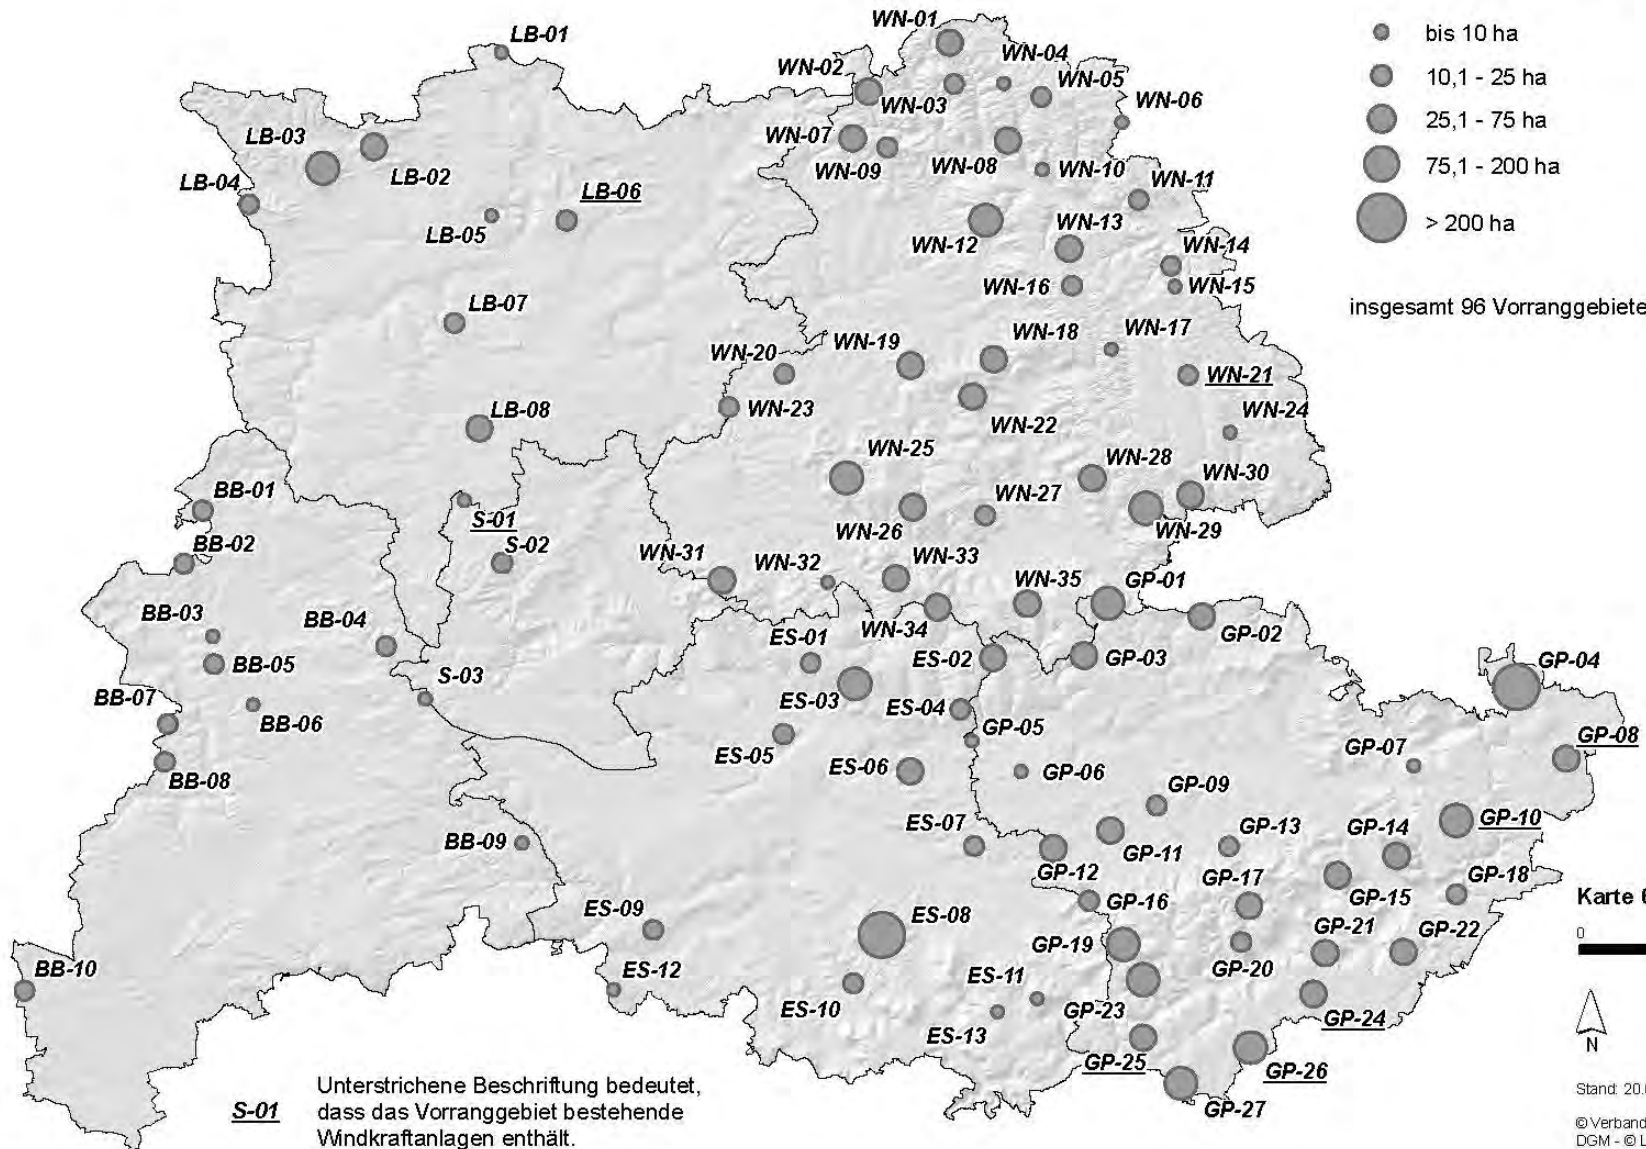 WN-01
LB-01
bis 10 ha
WN-04
WN-02
WN-05
10,1 - 25 ha
WN-03
WN-06
25,1 - 75 ha
LB-03
WN-07
LB-02
WN-09
WN-08
WN-10
75,1 - 200 ha
LB-04
LB-06
WN-11
LB-05
WN-12
WN-13
> 200 ha
WN-14
WN-16
WN-15
LB-07
insgesamt 96 Vorranggebiete
WN-18
WN-17
WN-20
WN-19
WN-21
LB-08
WN-23
WN-22
WN-24
WN-25
WN-28
WN-30
BB-01
WN-27
S-01
WN-26
WN-29
BB-02
S-02
WN-31
WN-32
WN-33
WN-35
GP-01
BB-03
BB-04
ES-01
WN-34
GP-02
BB-05
ES-02
GP-03
GP-04
S-03
BB-07
BB-06
ES-03
ES-04
GP-05
GP-08
BB-08
ES-05
ES-06
GP-06
GP-07
GP-09
ES-07
GP-10
BB-09
GP-11
GP-13
GP-14
GP-12
GP-17
GP-15
GP-18
GP-16
Karte 6
ES-09
ES-08
GP-21
GP-22
0
GP-19
GP-20
BB-10
ES-12
ES-11
ES-10
GP-23
GP-24
ES-13
N
GP-25
GP-26
GP-27
S-01
Unterstrichene Beschriftung bedeutet,
dass das Vorranggebiet bestehende
Windkraftanlagen enthält.
Stand: 20.
© Verband
DGM - © L